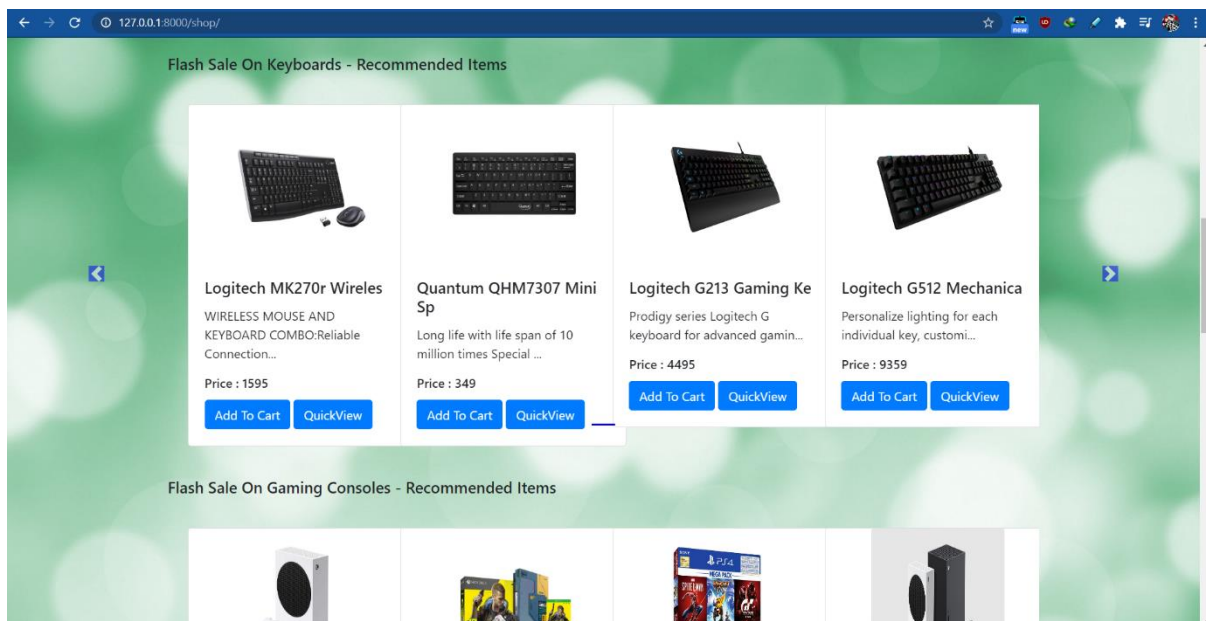 127.0.0.1:8000/shop/
new
Flash Sale On Keyboards - Recommended Items
Logitech MK270r Wireles
WIRELESS MOUSE AND
KEYBOARD COMBO:Reliable
Connection...
Price : 1595
Add To Cart QuickView
Quantum QHM7307 Mini
Sp
Long life with life span of 10
million times Special ...
Price : 349
Add To Cart QuickView
Logitech G213 Gaming Ke
Prodigy series Logitech G
keyboard for advanced gamin...
Price : 4495
Add To Cart QuickView
Logitech G512 Mechanica
Personalize lighting for each
individual key, customi...
Price : 9359
Add To Cart QuickView
Flash Sale On Gaming Consoles - Recommended Items
PS4
MEGA PACK